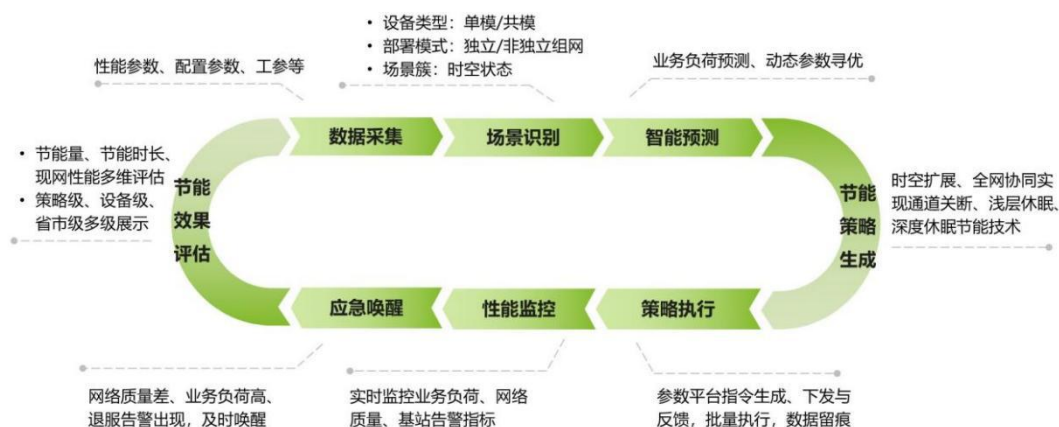 • 设备类型：单模/共模
• 部署模式：独立/非独立组网
• 场景簇：时空状态
性能参数、配置参数、工参等
业务负荷预测、动态参数寻优
数据采集
场景识别
智能预测
• 节能量、节能时长、
现网性能多维评估
• 策略级、设备级、
省市级多级展示
节能
效果
评估
节能
策略
生成
时空扩展、全网协同实
现通道关断、浅层休眠、
深度休眠节能技术
应急唤醒
性能监控
策略执行
网络质量差、业务负荷高、
退服告警出现，及时唤醒
实时监控业务负荷、网络
质量、基站告警指标
参数平台指令生成、下发与
反馈，批量执行，数据留痕